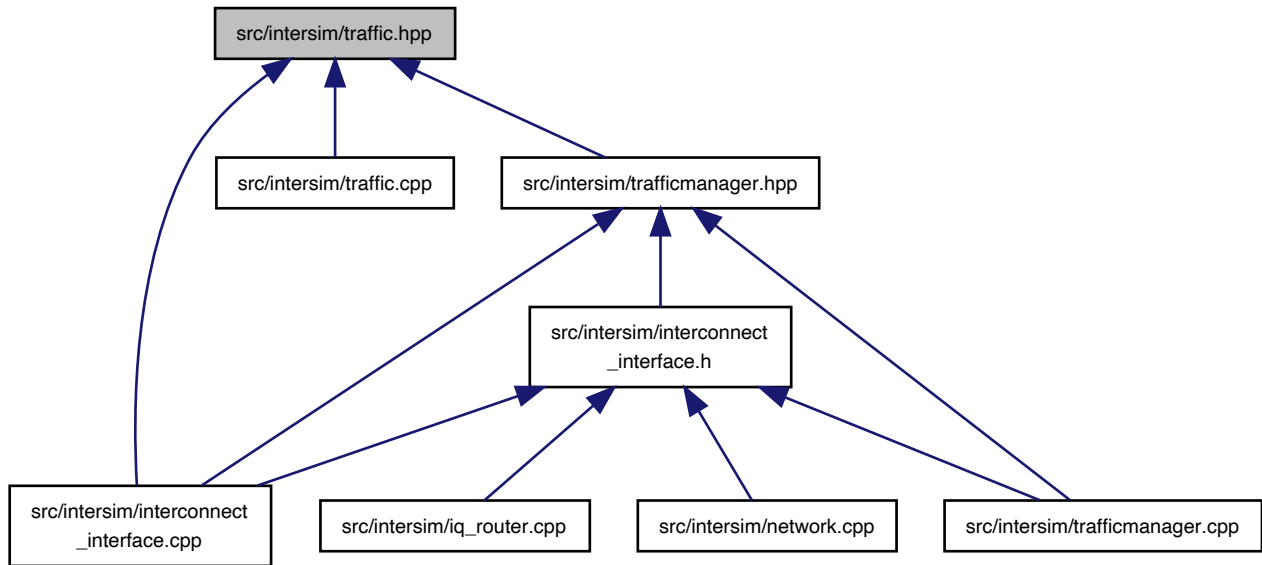 src/intersim/traffic.hpp
src/intersim/traffic.cpp
src/intersim/trafficmanager.hpp
src/intersim/interconnect
_interface.h
src/intersim/interconnect
_interface.cpp
src/intersim/iq_router.cpp
src/intersim/network.cpp
src/intersim/trafficmanager.cpp